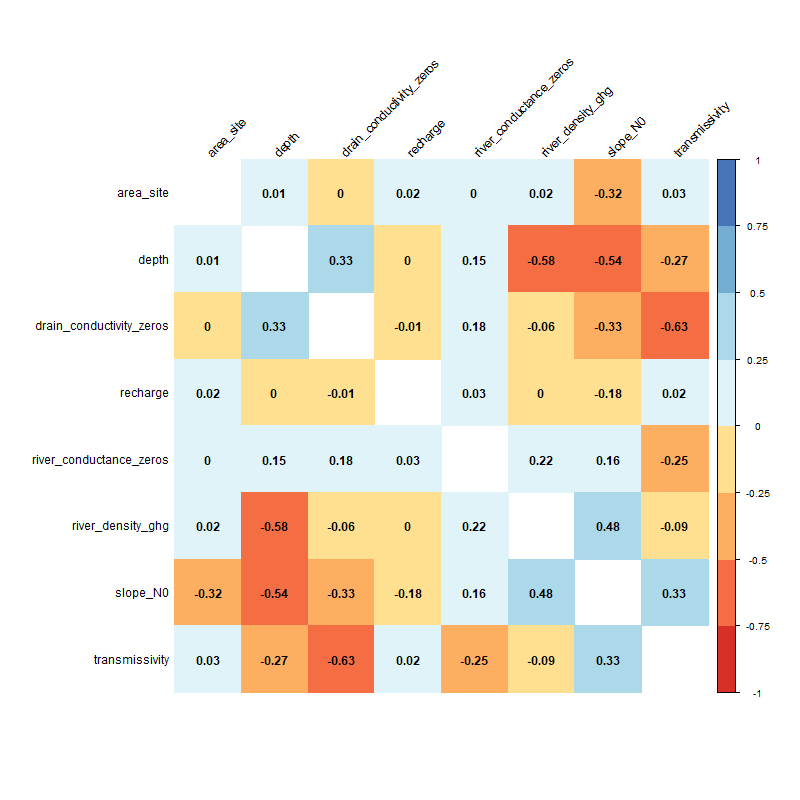 area_site depth drain_conductivity_zeros recharge river_conductance_zeros river_density_ghg slope_N0 transmissivity
area_site 0.01 0 0.02 0 0.02 -0.32 0.03
depth 0.01 0.33 0 0.15 -0.58 -0.54 -0.27
drain_conductivity_zeros 0 0.33 -0.01 0.18 -0.06 -0.33 -0.63
recharge 0.02 0 -0.01 0.03 0 -0.18 0.02
river_conductance_zeros 0 0.15 0.18 0.03 0.22 0.16 -0.25
river_density_ghg 0.02 -0.58 -0.06 0 0.22 0.48 -0.09
slope_N0 -0.32 -0.54 -0.33 -0.18 0.16 0.48 0.33
transmissivity 0.03 -0.27 -0.63 0.02 -0.25 -0.09 0.33
1
0.75
0.5
0.25
0
-0.25
-0.5
-0.75
-1